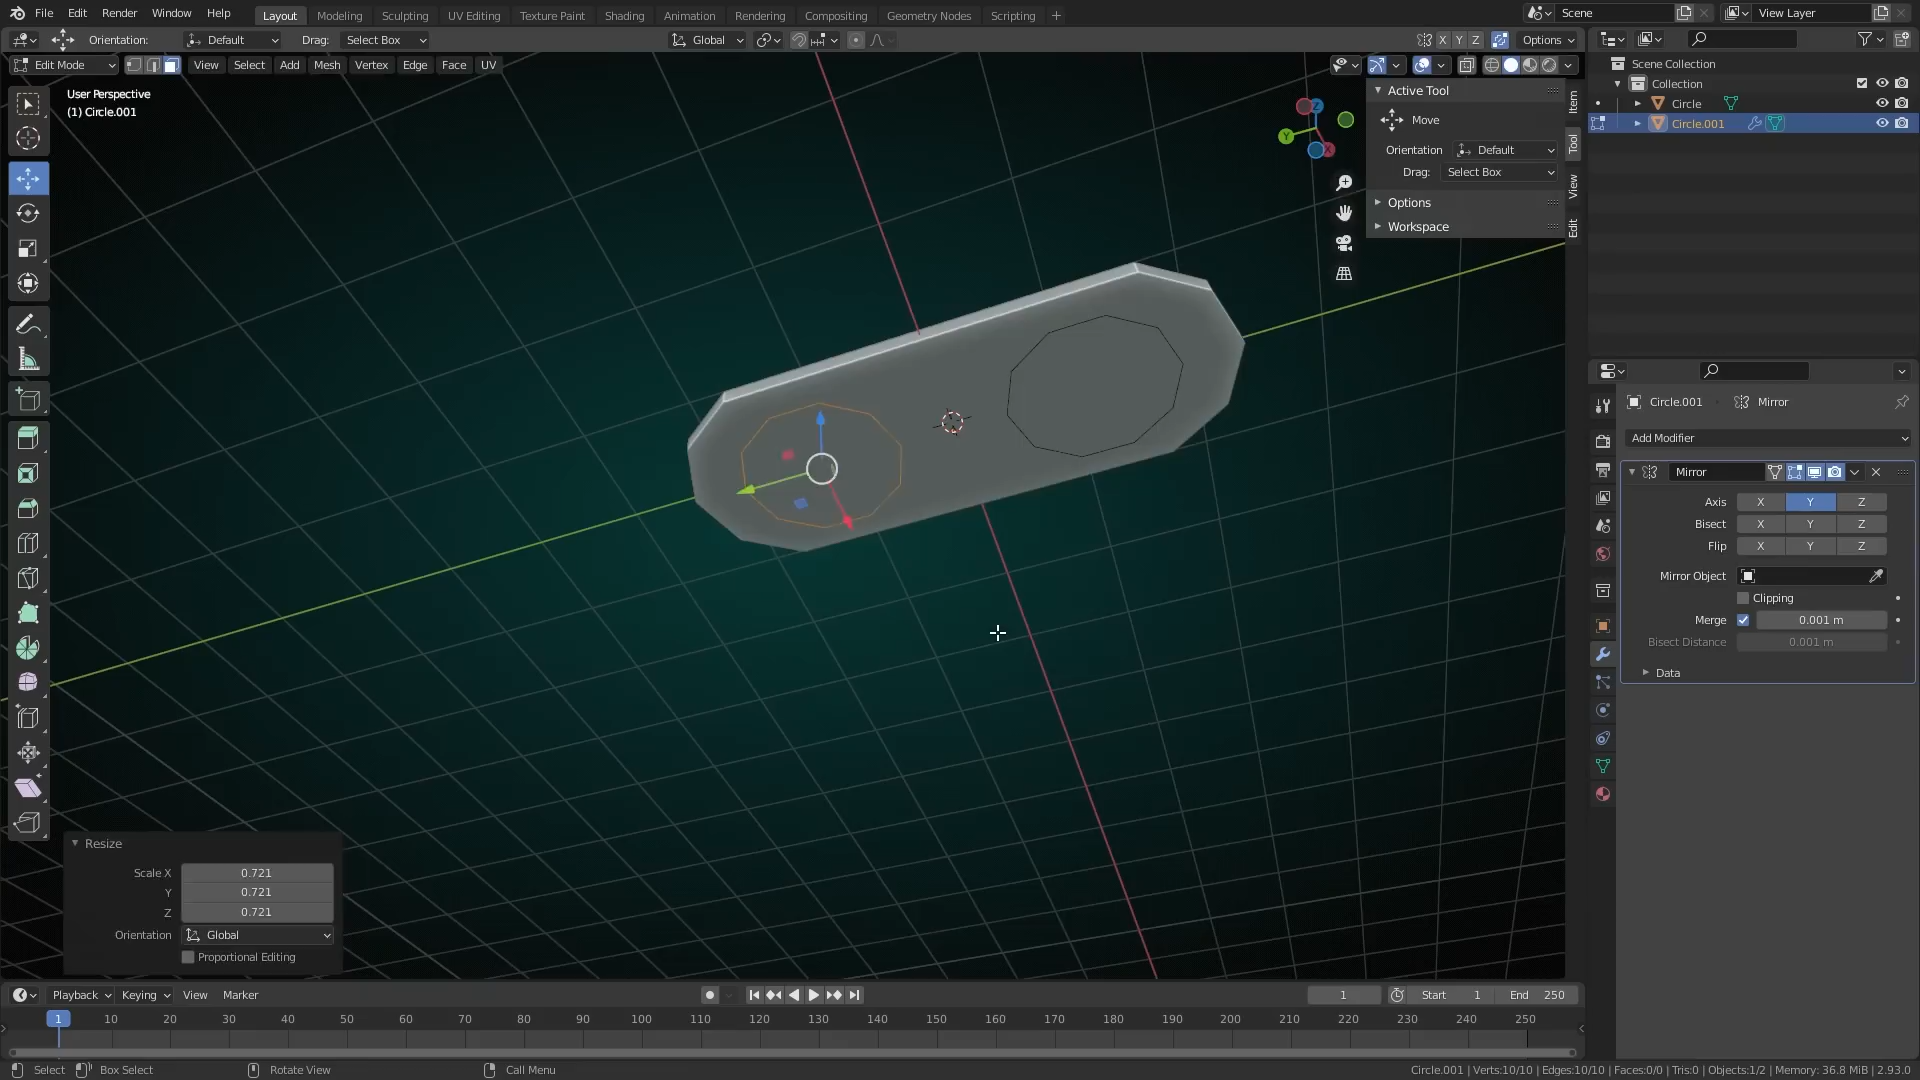 File Edit Render Window Help Layout Modeling Sculpting UV Editing Texture Paint Shading Animation Rendering Compositing Geometry Nodes Scripting Scene View Layer
Orientation: Default Drag: Select Box Global X Y Z Options
Edit Mode View Select Add Mesh Vertex Edge Face UV
User Perspective
(1) Circle.001
Z
Y
X
Active Tool
Move
Orientation Default
Drag: Select Box
Options
Workspace
Item
Tool
View
Edit
Scene Collection
Collection
Circle
Circle.001
Circle.001 Mirror
Add Modifier
Mirror
Axis X Y Z
Bisect X Y Z
Flip X Y Z
Mirror Object
Clipping
Merge 0.001 m
Bisect Distance 0.001 m
Data
Resize
Scale X 0.721
Y 0.721
Z 0.721
Orientation Global
Proportional Editing
Playback Keying View Marker 1 Start 1 End 250
1 10 20 30 40 50 60 70 80 90 100 110 120 130 140 150 160 170 180 190 200 210 220 230 240 250
Select Box Select Rotate View Call Menu Circle.001 | Verts:10/10 | Edges:10/10 | Faces:0/0 | Tris:0 | Objects:1/2 | Memory: 36.8 MiB | 2.93.0